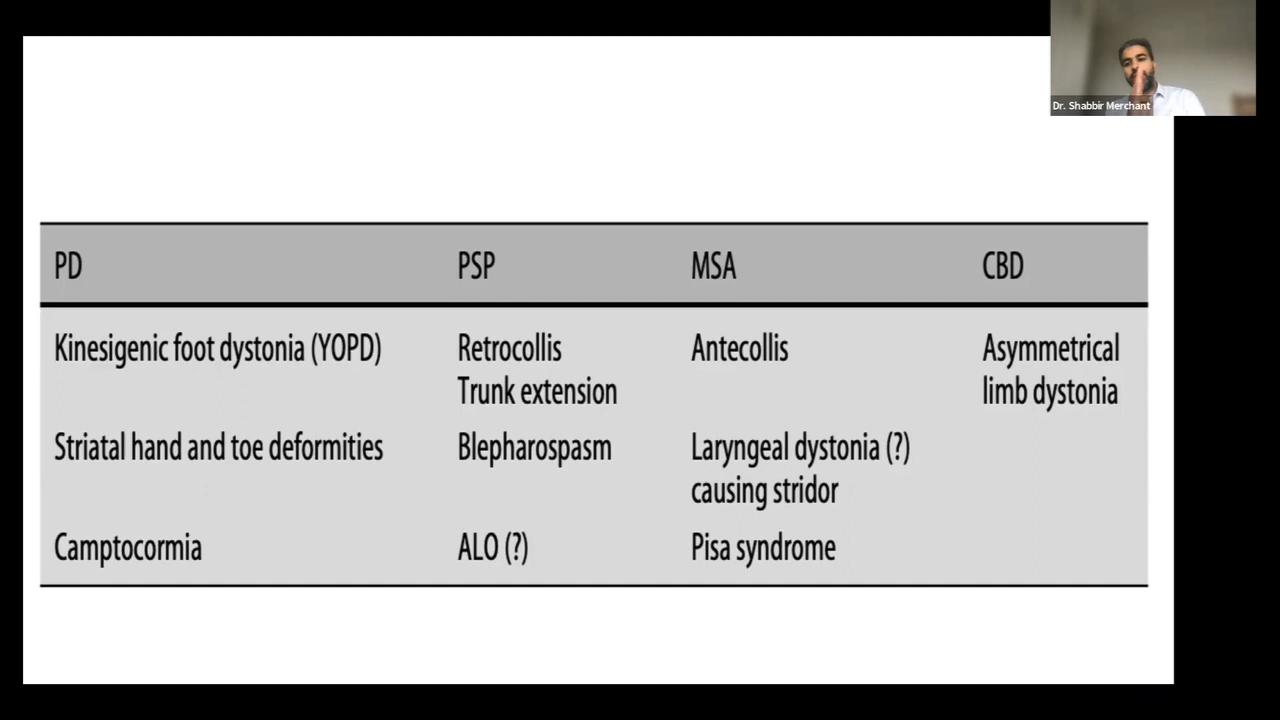 Dr. Shabbir Merchant
PD PSP MSA CBD
Kinesigenic foot dystonia (YOPD) Retrocollis Antecollis Asymmetrical
Trunk extension limb dystonia
Striatal hand and toe deformities Blepharospasm Laryngeal dystonia (?)
causing stridor
Camptocormia ALO (?) Pisa syndrome